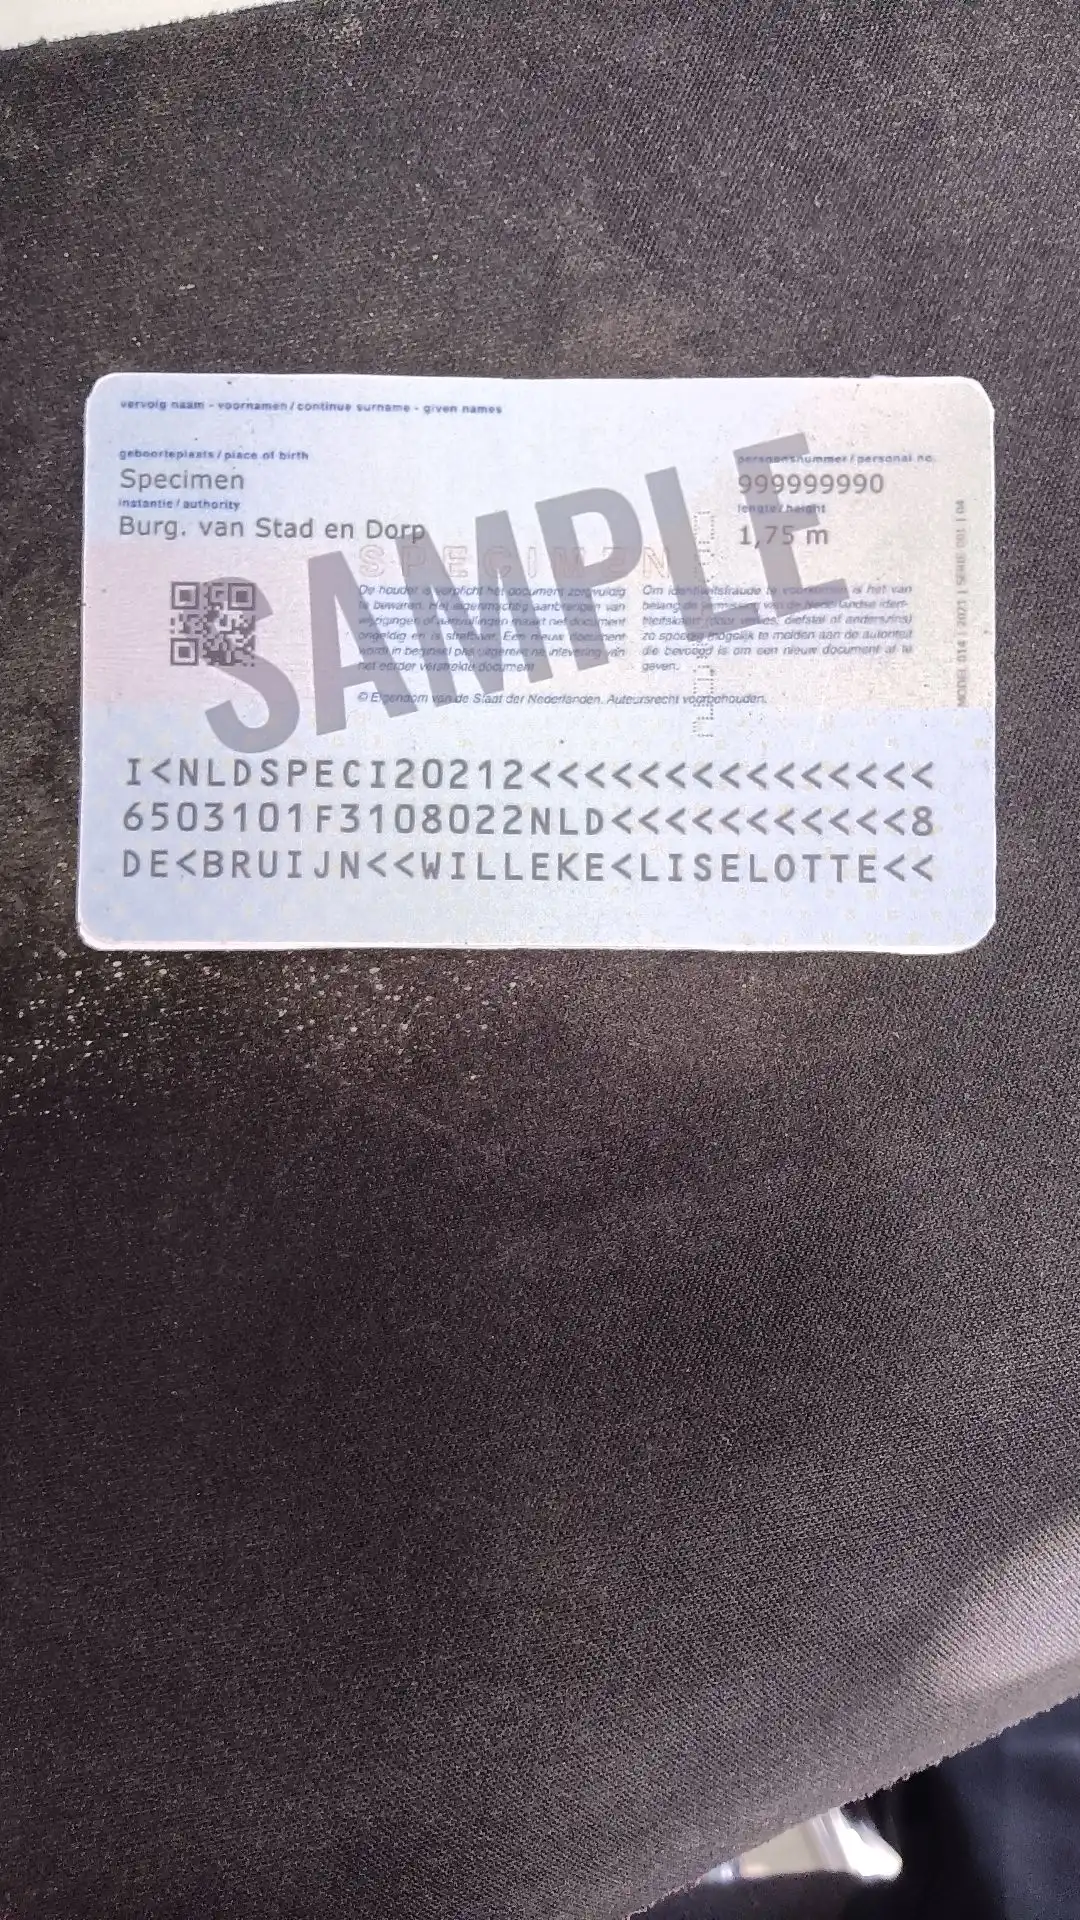 vervolg naam - voornamen / continue surname - given names
geboorteplaats / place of birth
Specimen
instantie / authority
Burg. van Stad en Dorp
persoonsnummer / personal no.
999999990
lengte / height
1,75 m
SAMPLE
SPECIMEN
De houder is verplicht het document zorgvuldig
te bewaren. Het eigenmachtig aanbrengen van
wijzigingen of aanvullingen maakt het document
ongeldig en is strafbaar. Een nieuw document
wordt in beginsel pas uitgereikt na inlevering van
het eerder verstrekte document.
Om identiteitsfraude te voorkomen is het van
belang de vermissing van de Nederlandse identi-
teitskaart (door verlies, diefstal of anderszins)
zo spoedig mogelijk te melden aan de autoriteit
die bevoegd is om een nieuw document af te
geven.
© Eigendom van de Staat der Nederlanden. Auteursrecht voorbehouden.
I<NLDSPECI20212<<<<<<<<<<<<<<<
6503101F3108022NLD<<<<<<<<<<<8
DE<BRUIJN<<WILLEKE<LISELOTTE<<